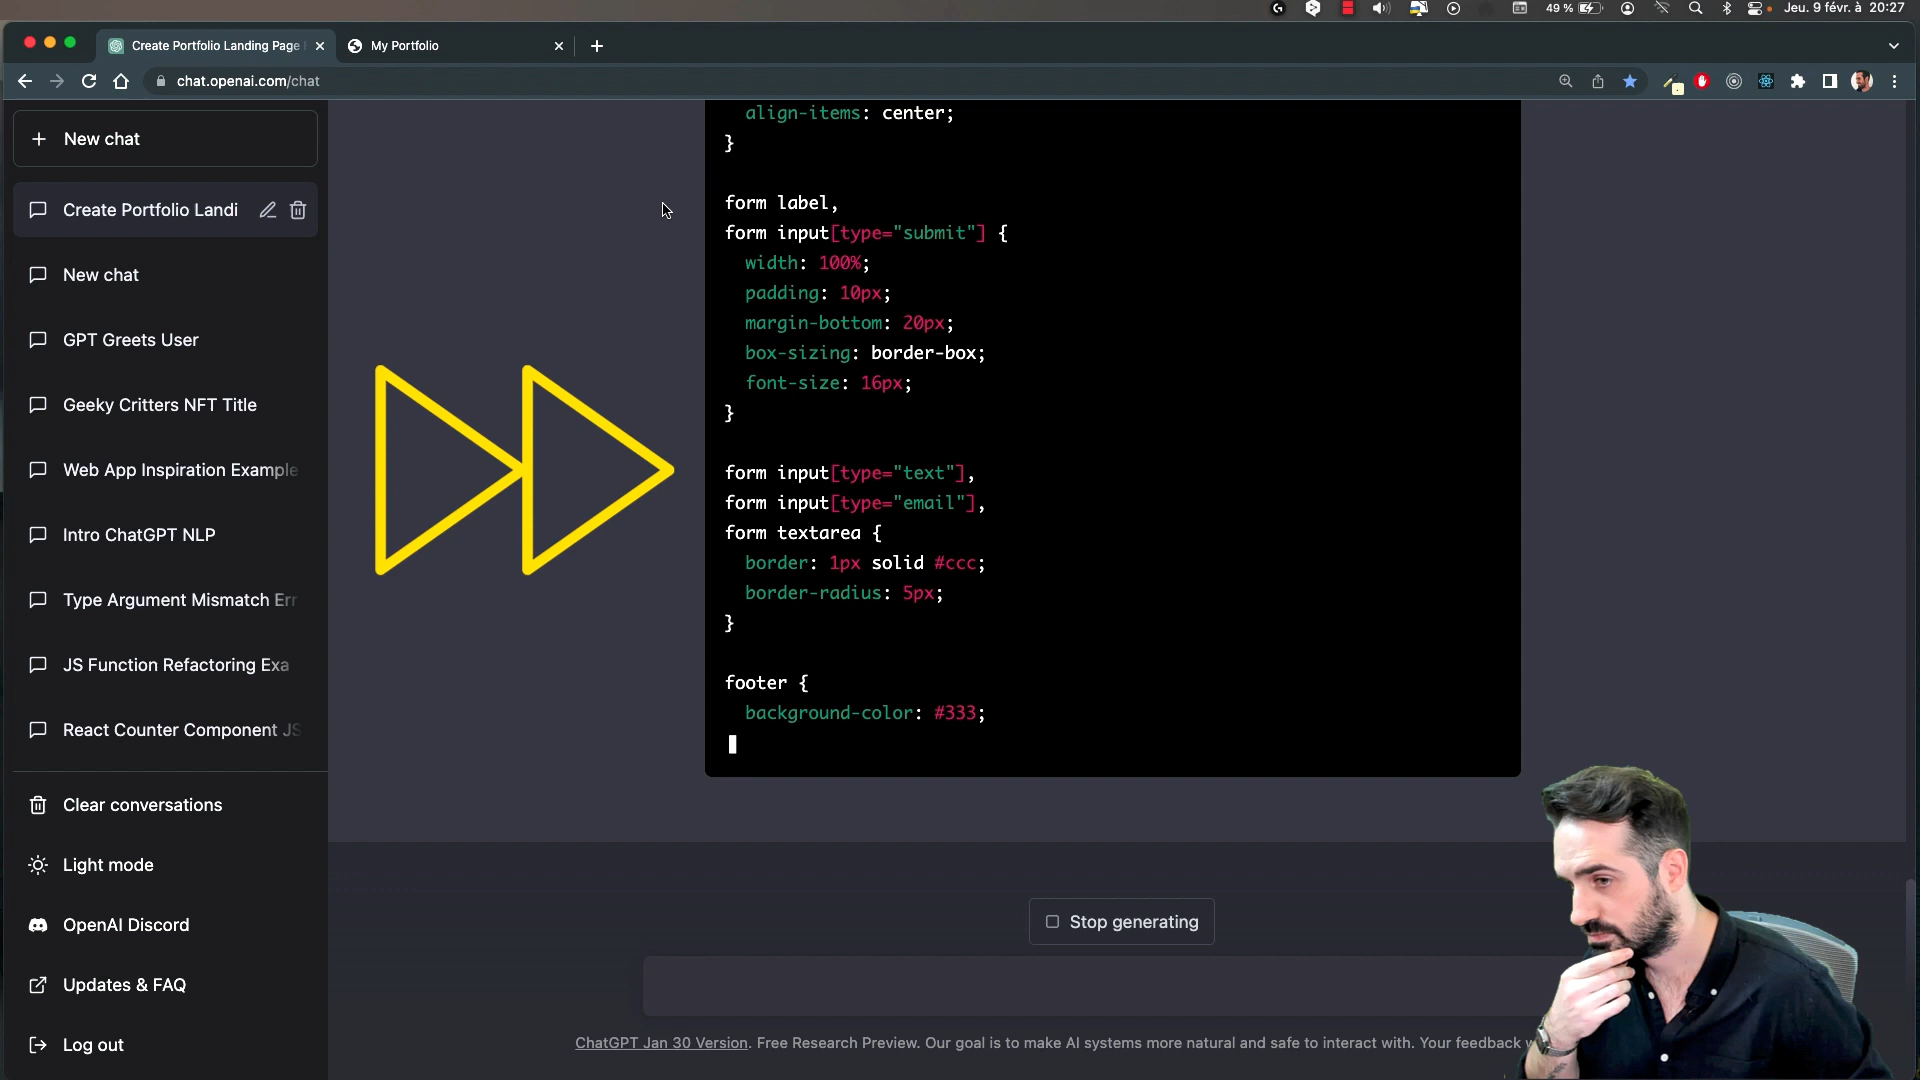 49 %
Jeu. 9 févr. à 20:27
Create Portfolio Landing Page
My Portfolio
chat.openai.com/chat
New chat
Create Portfolio Landi
New chat
GPT Greets User
Geeky Critters NFT Title
Web App Inspiration Example
Intro ChatGPT NLP
Type Argument Mismatch Err
JS Function Refactoring Exa
React Counter Component JS
Clear conversations
Light mode
OpenAI Discord
Updates & FAQ
Log out
align-items: center;
}
form label,
form input[type="submit"] {
width: 100%;
padding: 10px;
margin-bottom: 20px;
box-sizing: border-box;
font-size: 16px;
}
form input[type="text"],
form input[type="email"],
form textarea {
border: 1px solid #ccc;
border-radius: 5px;
}
footer {
background-color: #333;
Stop generating
ChatGPT Jan 30 Version. Free Research Preview. Our goal is to make AI systems more natural and safe to interact with. Your feedback